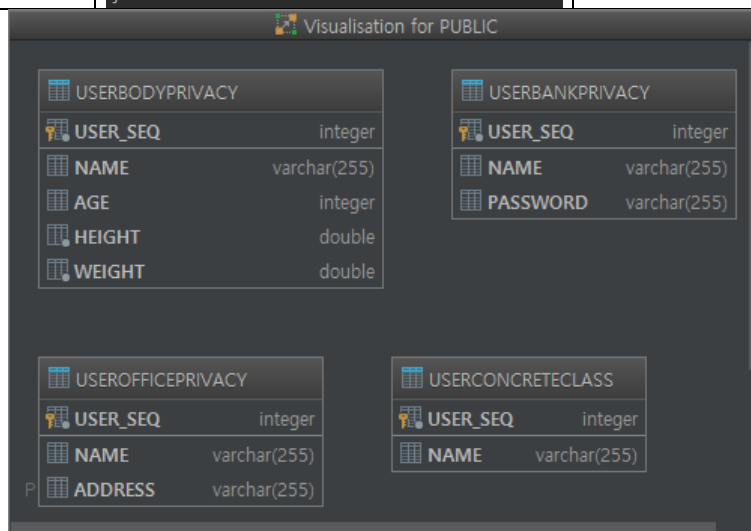 Visualisation for PUBLIC
USERBODYPRIVACY
USER_SEQ integer
NAME varchar(255)
AGE integer
HEIGHT double
WEIGHT double
USERBANKPRIVACY
USER_SEQ integer
NAME varchar(255)
PASSWORD varchar(255)
USEROFFICEPRIVACY
USER_SEQ integer
NAME varchar(255)
ADDRESS varchar(255)
USERCONCRETECLASS
USER_SEQ integer
NAME varchar(255)
P